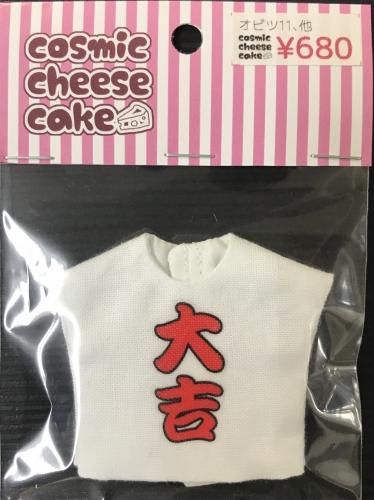 cosmic
cheese
cake
オビツ11、他
cosmic
cheese
cake
¥680
大
吉